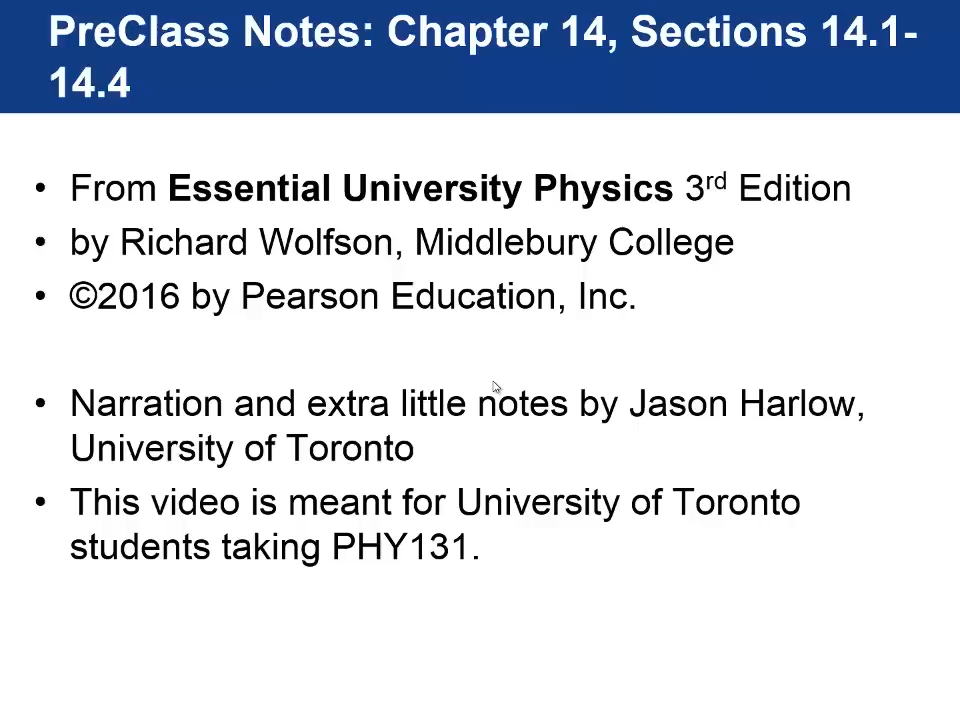 PreClass Notes: Chapter 14, Sections 14.1-
14.4
• From Essential University Physics 3rd Edition
• by Richard Wolfson, Middlebury College
• ©2016 by Pearson Education, Inc.
• Narration and extra little notes by Jason Harlow,
University of Toronto
• This video is meant for University of Toronto
students taking PHY131.